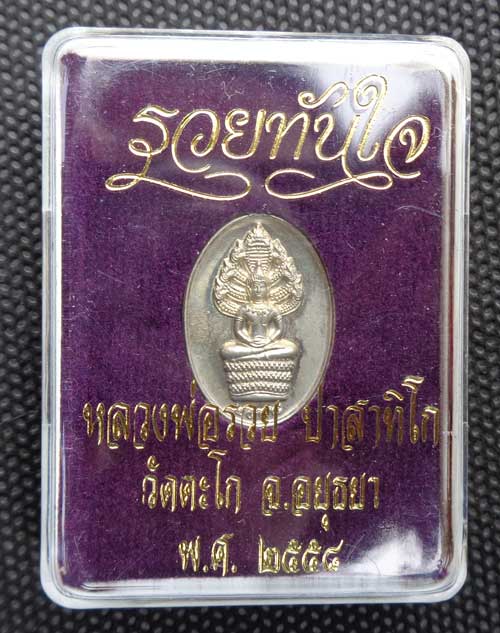 รวยทันใจ
หลวงพ่อรวย ปาสาทิโก
วัดตะโก อ.อยุธยา
พ.ศ. ๒๕๕๔